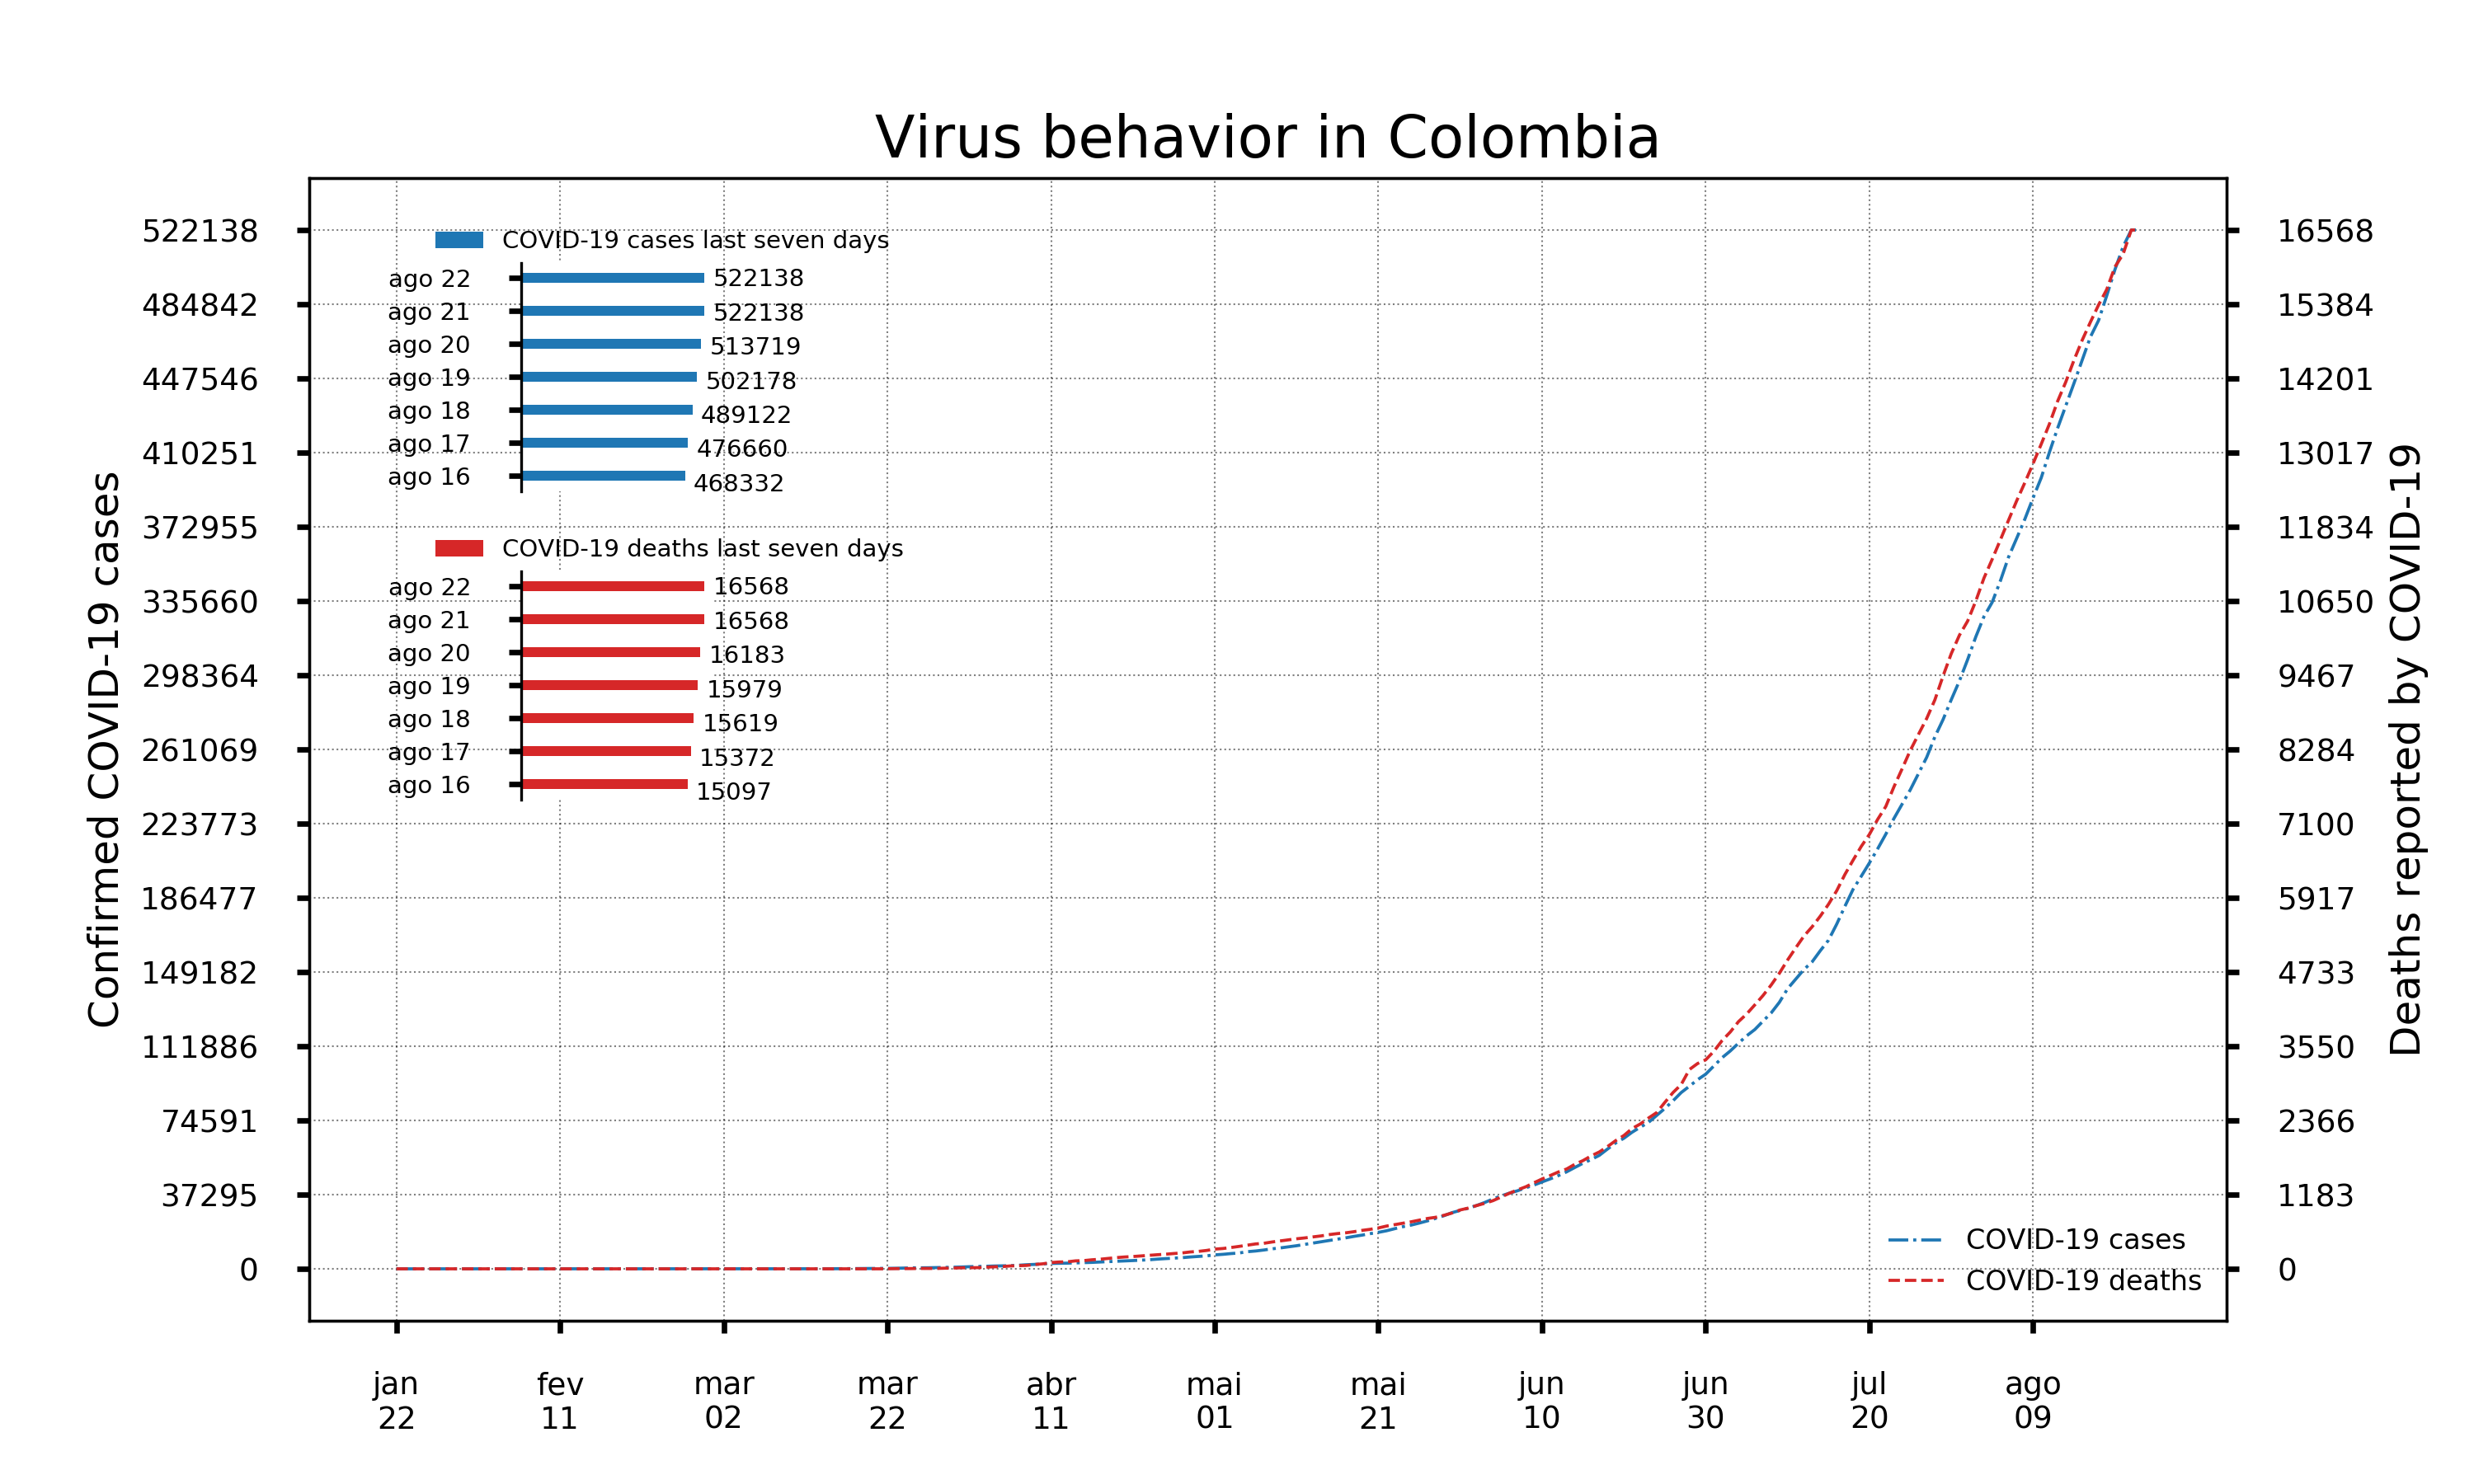 Virus behavior in Colombia
Confirmed COVID-19 cases
522138
484842
447546
410251
372955
335660
298364
261069
223773
186477
149182
111886
74591
37295
0
COVID-19 cases last seven days
ago 22 522138
ago 21 522138
ago 20 513719
ago 19 502178
ago 18 489122
ago 17 476660
ago 16 468332
COVID-19 deaths last seven days
ago 22 16568
ago 21 16568
ago 20 16183
ago 19 15979
ago 18 15619
ago 17 15372
ago 16 15097
16568
15384
14201
13017
11834
10650
9467
8284
7100
5917
4733
3550
2366
1183
0
Deaths reported by COVID-19
COVID-19 cases
COVID-19 deaths
jan fev mar mar abr mai mai jun jun jul ago
22 11 02 22 11 01 21 10 30 20 09